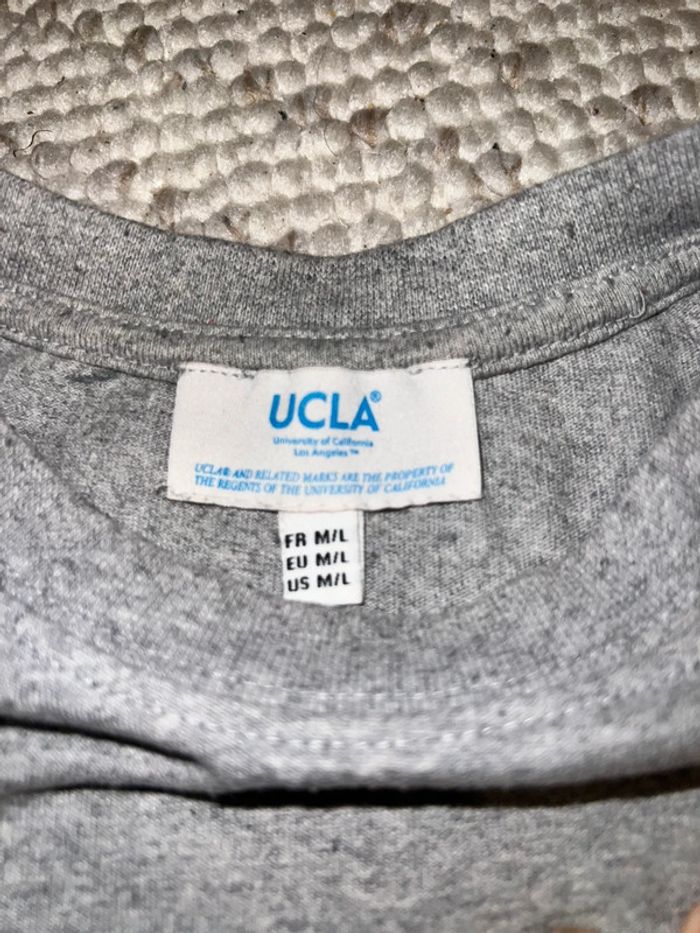 UCLA®
University of California
Los Angeles™
UCLA® AND RELATED MARKS ARE THE PROPERTY OF
THE REGENTS OF THE UNIVERSITY OF CALIFORNIA
FR M/L
EU M/L
US M/L